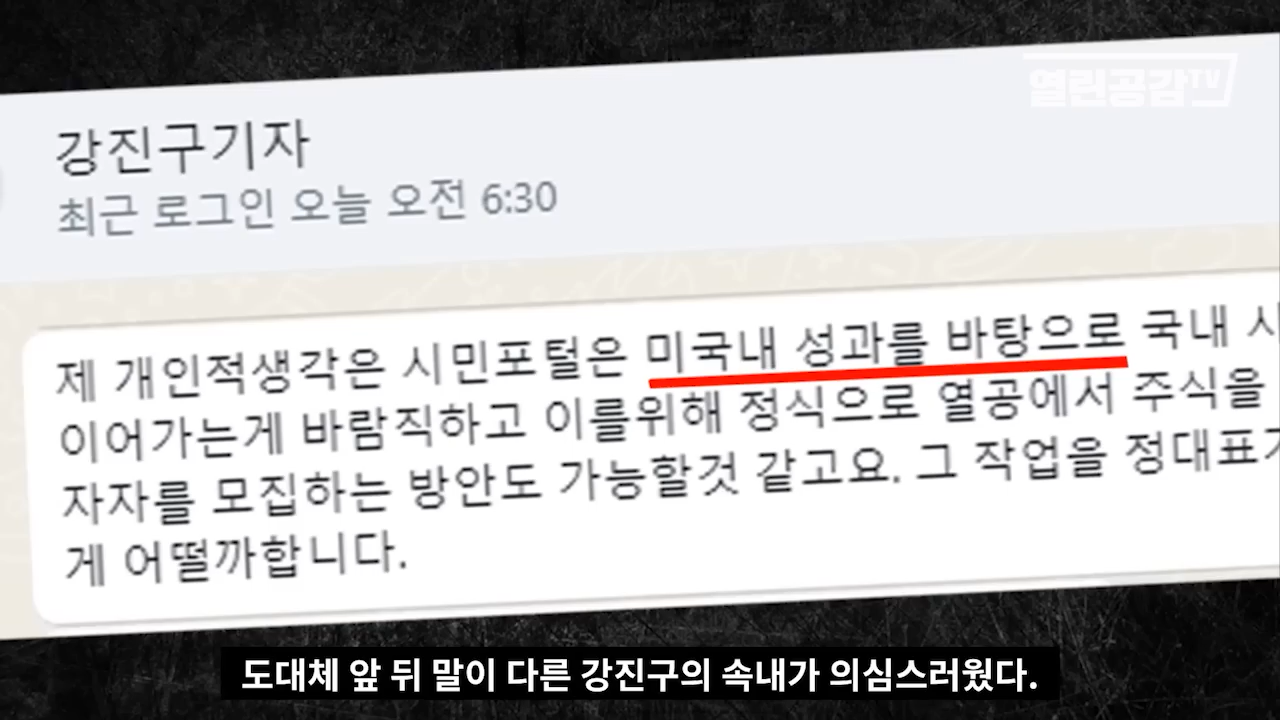 열린공감TV
강진구기자
최근 로그인 오늘 오전 6:30
제 개인적생각은 시민포털은 미국내 성과를 바탕으로 국내 시
이어가는게 바람직하고 이를위해 정식으로 열공에서 주식을
자자를 모집하는 방안도 가능할것 같고요. 그 작업을 정대표가
게 어떨까합니다.
도대체 앞 뒤 말이 다른 강진구의 속내가 의심스러웠다.